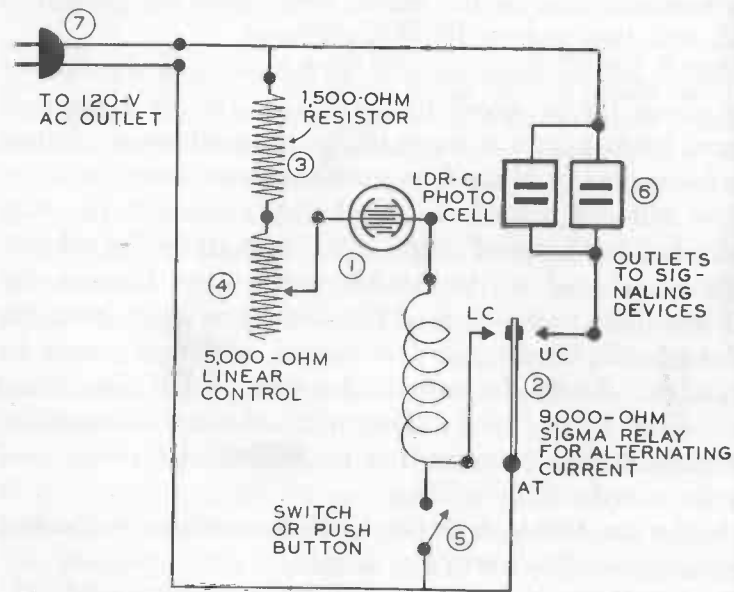 7
TO 120-V
AC OUTLET
1,500-OHM
RESISTOR
3
LDR-C1
PHOTO
CELL
6
1
4
OUTLETS
TO SIG-
NALING
DEVICES
LC
UC
5,000-OHM
LINEAR
CONTROL
2
9,000-OHM
SIGMA RELAY
FOR ALTERNATING
CURRENT
AT
SWITCH
OR PUSH
BUTTON
5